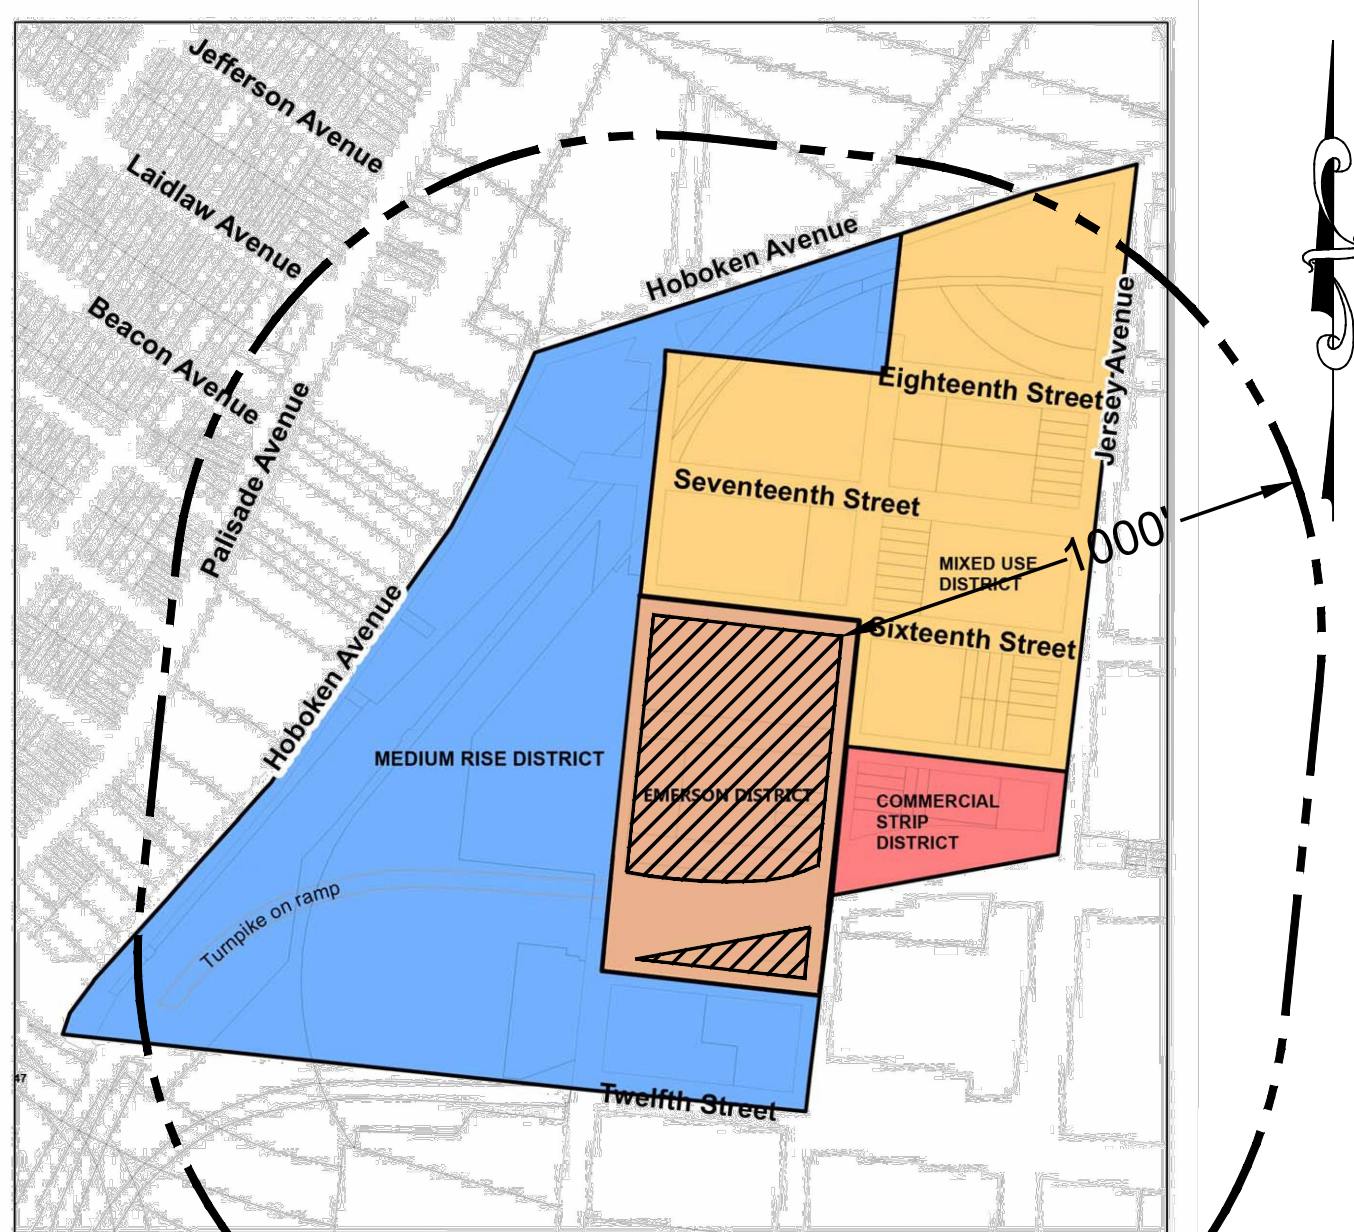 Jefferson Avenue
Laidlaw Avenue
Beacon Avenue
Palisade Avenue
Hoboken Avenue
Jersey Avenue
Eighteenth Street
Seventeenth Street
1000'
MIXED USE
DISTRICT
Sixteenth Street
Hoboken Avenue
MEDIUM RISE DISTRICT
EMERSON DISTRICT
COMMERCIAL
STRIP
DISTRICT
Turnpike on ramp
47
Twelfth Street